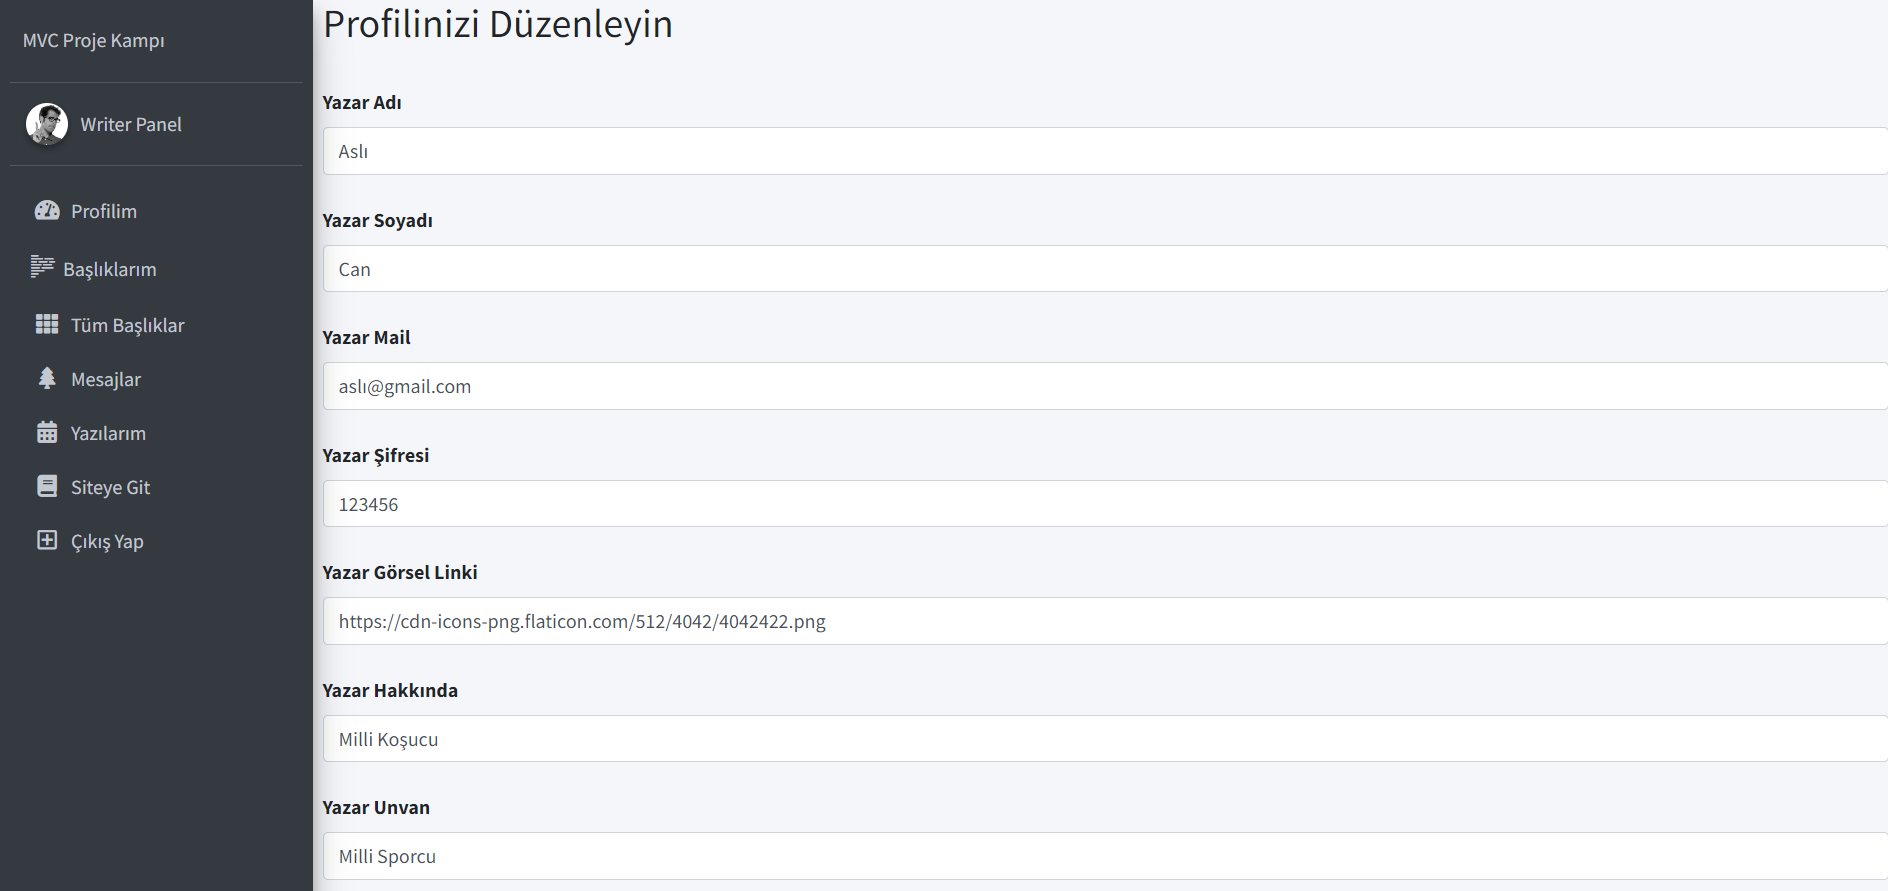 MVC Proje Kampı
Writer Panel
Profilim
Başlıklarım
Tüm Başlıklar
Mesajlar
Yazılarım
Siteye Git
Çıkış Yap
Profilinizi Düzenleyin
Yazar Adı
Aslı
Yazar Soyadı
Can
Yazar Mail
aslı@gmail.com
Yazar Şifresi
123456
Yazar Görsel Linki
https://cdn-icons-png.flaticon.com/512/4042/4042422.png
Yazar Hakkında
Milli Koşucu
Yazar Unvan
Milli Sporcu